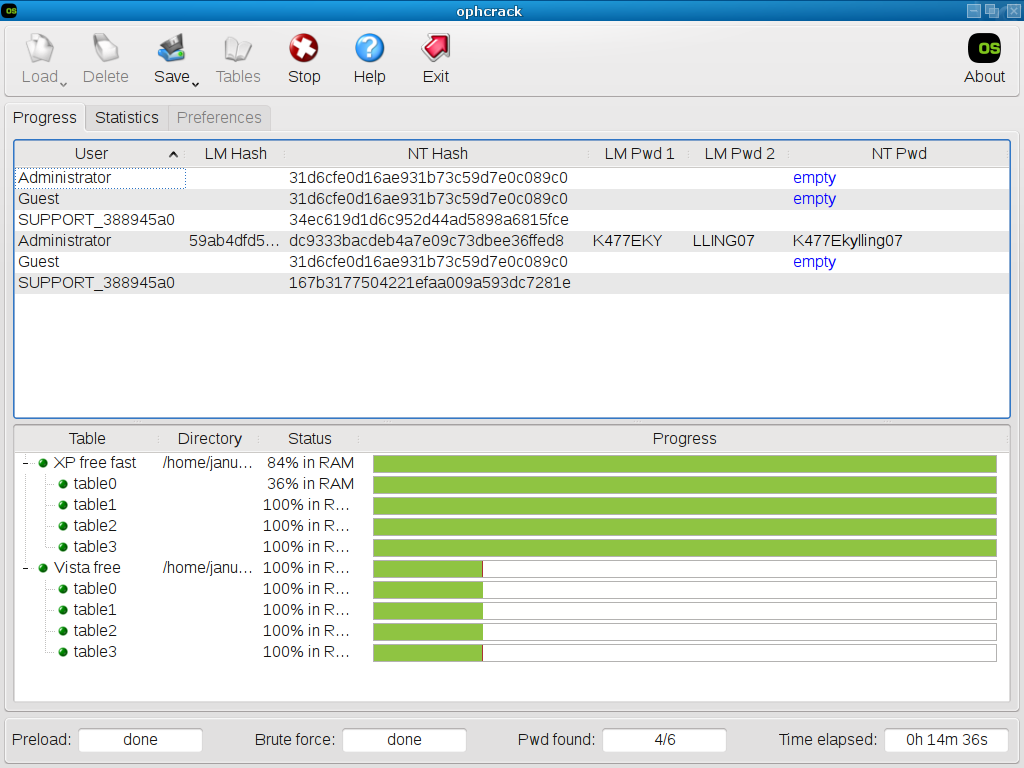 os ophcrack
Load Delete Save Tables Stop Help Exit os About
Progress Statistics Preferences
User LM Hash NT Hash LM Pwd 1 LM Pwd 2 NT Pwd
Administrator 31d6cfe0d16ae931b73c59d7e0c089c0 empty
Guest 31d6cfe0d16ae931b73c59d7e0c089c0 empty
SUPPORT_388945a0 34ec619d1d6c952d44ad5898a6815fce
Administrator 59ab4dfd5... dc9333bacdeb4a7e09c73dbee36ffed8 K477EKY LLING07 K477Ekylling07
Guest 31d6cfe0d16ae931b73c59d7e0c089c0 empty
SUPPORT_388945a0 167b3177504221efaa009a593dc7281e
Table Directory Status Progress
XP free fast /home/janu... 84% in RAM
table0 36% in RAM
table1 100% in R...
table2 100% in R...
table3 100% in R...
Vista free /home/janu... 100% in R...
table0 100% in R...
table1 100% in R...
table2 100% in R...
table3 100% in R...
Preload: done Brute force: done Pwd found: 4/6 Time elapsed: 0h 14m 36s